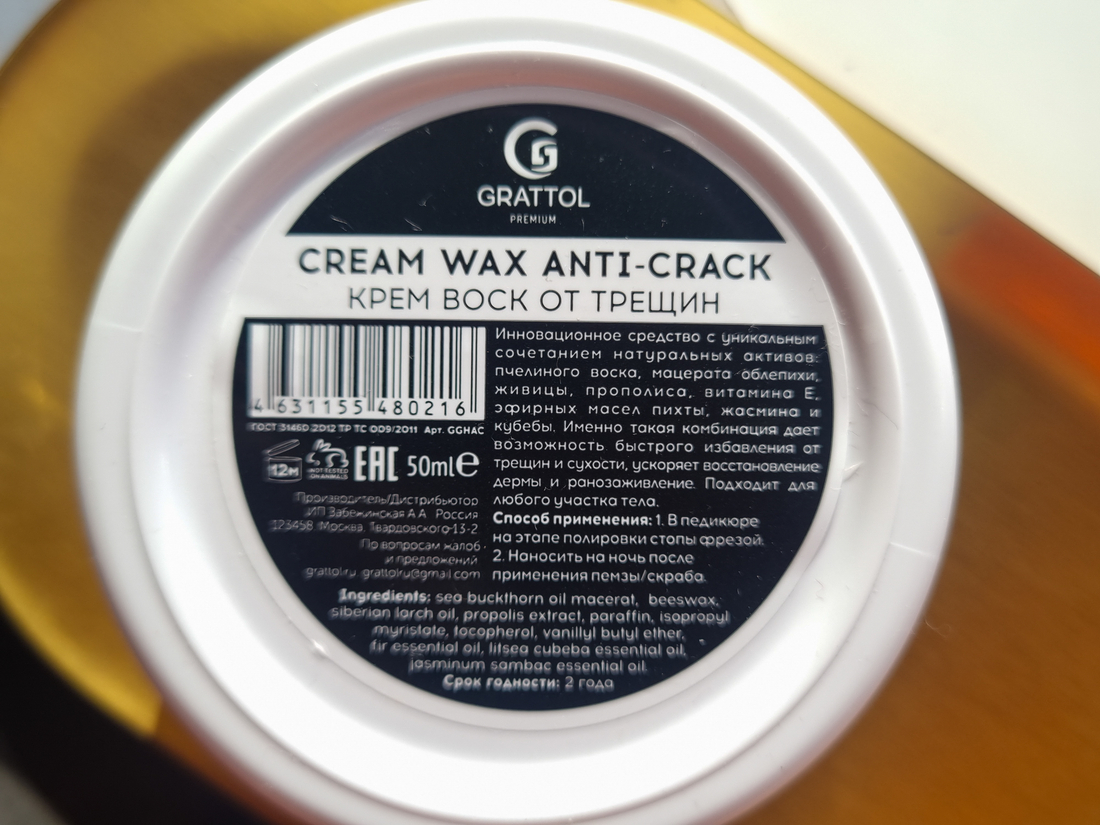 GRATTOL
PREMIUM
CREAM WAX ANTI-CRACK
КРЕМ ВОСК ОТ ТРЕЩИН
4 631155 480216
ГОСТ 31460 2012 ТР ТС 009/2011 Арт. GGHAC
12м
NOT TESTED
ON ANIMALS
EAC 50ml e
Производитель/Дистрибьютор
ИП Забежинская А.А. Россия
123458 Москва, Твардовского-13-2
По вопросам жалоб
и предложений
grattol.ru grattolru@gmail.com
Инновационное средство с уникальным
сочетанием натуральных активов:
пчелиного воска, мацерата облепихи,
живицы, прополиса, витамина Е,
эфирных масел пихты, жасмина и
кубебы. Именно такая комбинация дает
возможность быстрого избавления от
трещин и сухости, ускоряет восстановление
дермы и ранозаживление. Подходит для
любого участка тела.
Способ применения: 1. В педикюре
на этапе полировки стопы фрезой.
2. Наносить на ночь после
применения пемзы/скраба.
Ingredients: sea buckthorn oil macerat, beeswax,
siberian larch oil, propolis extract, paraffin, isopropyl
myristate, tocopherol, vanillyl butyl ether,
fir essential oil, litsea cubeba essential oil,
jasminum sambac essential oil.
Срок годности: 2 года